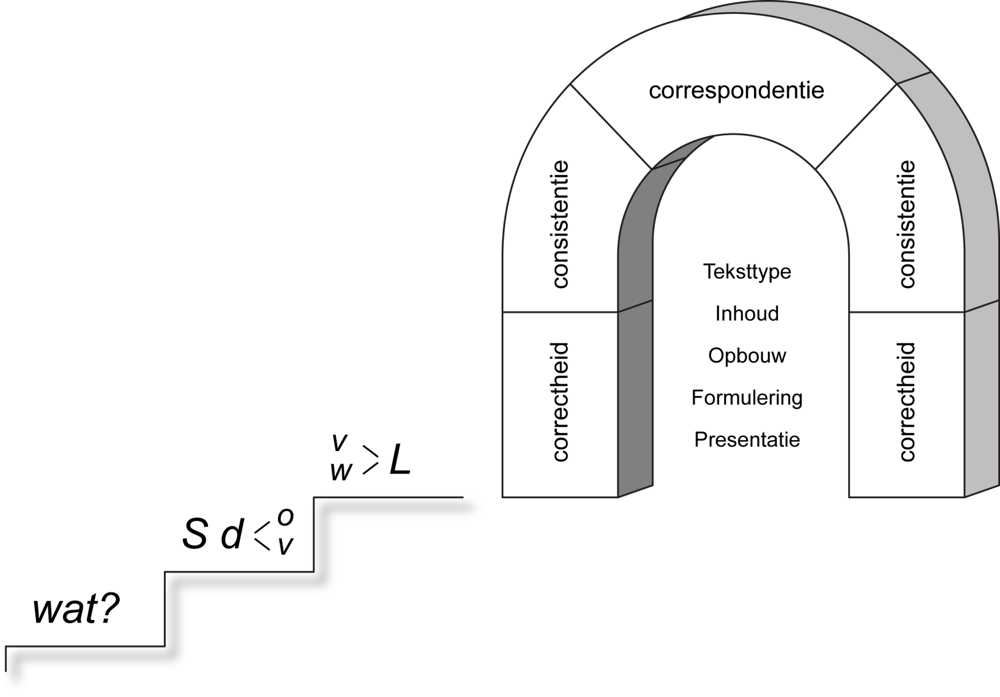 correspondentie
consistentie
consistentie
Teksttype
Inhoud
Opbouw
Formulering
Presentatie
correctheid
correctheid
v
w > L
S d < o
v
wat?